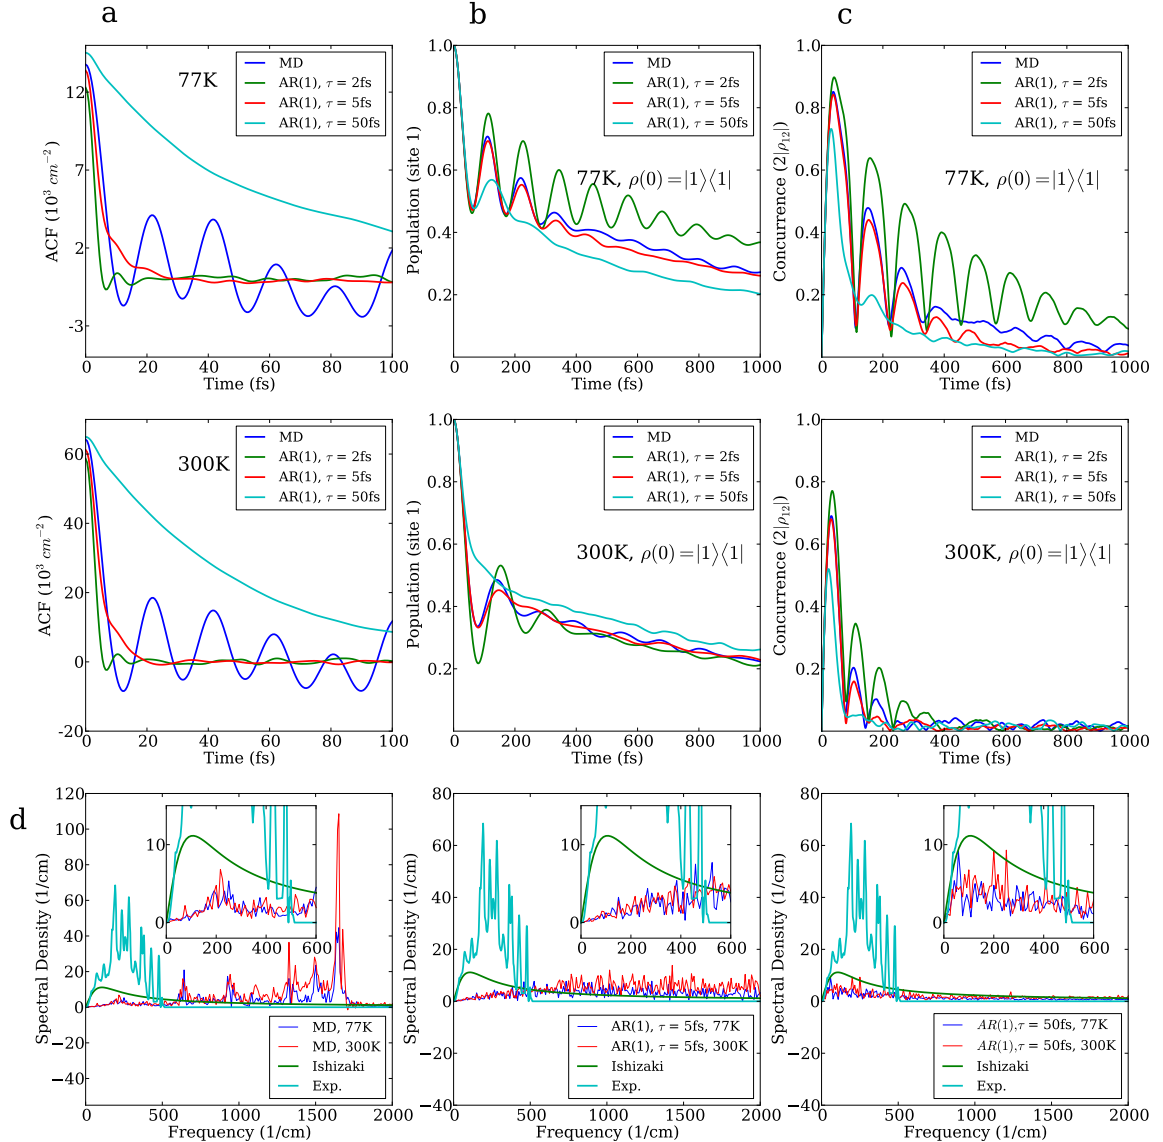 a
b
c
12
7
2
-3
0
20
40
60
80
100
ACF (10³ cm⁻²)
Time (fs)
77K
MD
AR(1), τ = 2fs
AR(1), τ = 5fs
AR(1), τ = 50fs
1.0
0.8
0.6
0.4
0.2
0
200
400
600
800
1000
Population (site 1)
Time (fs)
77K, ρ(0) =|1⟩⟨1|
MD
AR(1), τ = 2fs
AR(1), τ = 5fs
AR(1), τ = 50fs
1.0
0.8
0.6
0.4
0.2
0
200
400
600
800
1000
Concurrence (2|ρ₁₂|)
Time (fs)
77K, ρ(0) =|1⟩⟨1|
MD
AR(1), τ = 2fs
AR(1), τ = 5fs
AR(1), τ = 50fs
60
40
20
0
-20
0
20
40
60
80
100
ACF (10³ cm⁻²)
Time (fs)
300K
MD
AR(1), τ = 2fs
AR(1), τ = 5fs
AR(1), τ = 50fs
1.0
0.8
0.6
0.4
0.2
0
200
400
600
800
1000
Population (site 1)
Time (fs)
300K, ρ(0) =|1⟩⟨1|
MD
AR(1), τ = 2fs
AR(1), τ = 5fs
AR(1), τ = 50fs
1.0
0.8
0.6
0.4
0.2
0
200
400
600
800
1000
Concurrence (2|ρ₁₂|)
Time (fs)
300K, ρ(0) =|1⟩⟨1|
MD
AR(1), τ = 2fs
AR(1), τ = 5fs
AR(1), τ = 50fs
d
120
100
80
60
40
20
0
−20
−40
0
500
1000
1500
2000
Spectral Density (1/cm)
Frequency (1/cm)
10
0
0
200
400
600
MD, 77K
MD, 300K
Ishizaki
Exp.
80
60
40
20
0
−20
−40
0
500
1000
1500
2000
Spectral Density (1/cm)
Frequency (1/cm)
10
0
0
200
400
600
AR(1), τ = 5fs, 77K
AR(1), τ = 5fs, 300K
Ishizaki
Exp.
80
60
40
20
0
−20
−40
0
500
1000
1500
2000
Spectral Density (1/cm)
Frequency (1/cm)
10
0
0
200
400
600
AR(1),τ = 50fs, 77K
AR(1),τ = 50fs, 300K
Ishizaki
Exp.